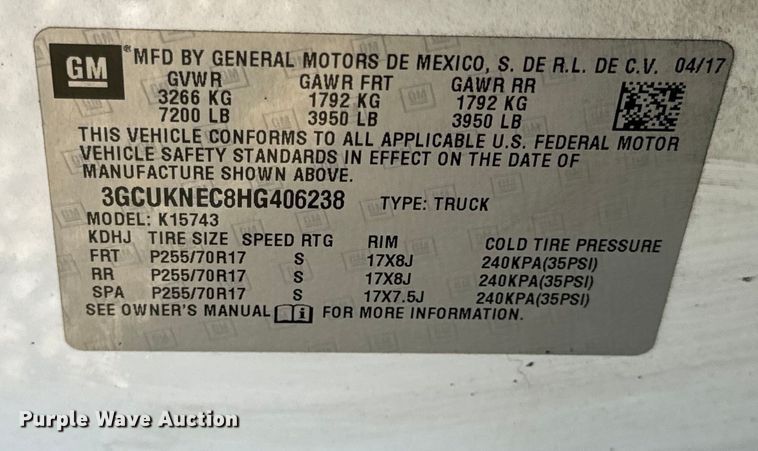 GM
® MFD BY GENERAL MOTORS DE MEXICO, S. DE R.L. DE C.V. 04/17
GVWR GAWR FRT GAWR RR
3266 KG 1792 KG 1792 KG
7200 LB 3950 LB 3950 LB
THIS VEHICLE CONFORMS TO ALL APPLICABLE U.S. FEDERAL MOTOR
VEHICLE SAFETY STANDARDS IN EFFECT ON THE DATE OF
MANUFACTURE SHOWN ABOVE.
3GCUKNEC8HG406238 TYPE: TRUCK
MODEL: K15743
KDHJ TIRE SIZE SPEED RTG RIM COLD TIRE PRESSURE
FRT P255/70R17 S 17X8J 240KPA(35PSI)
RR P255/70R17 S 17X8J 240KPA(35PSI)
SPA P255/70R17 S 17X7.5J 240KPA(35PSI)
SEE OWNER'S MANUAL i FOR MORE INFORMATION.
Purple Wave Auction